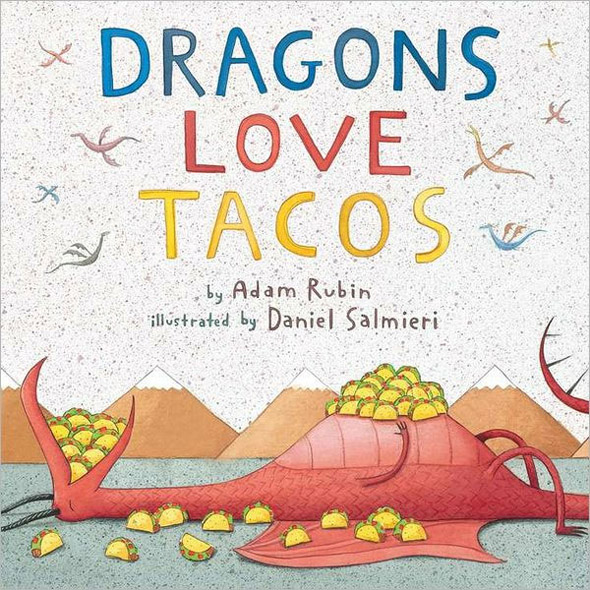 DRAGONS
LOVE
TACOS
by Adam Rubin
illustrated by Daniel Salmieri